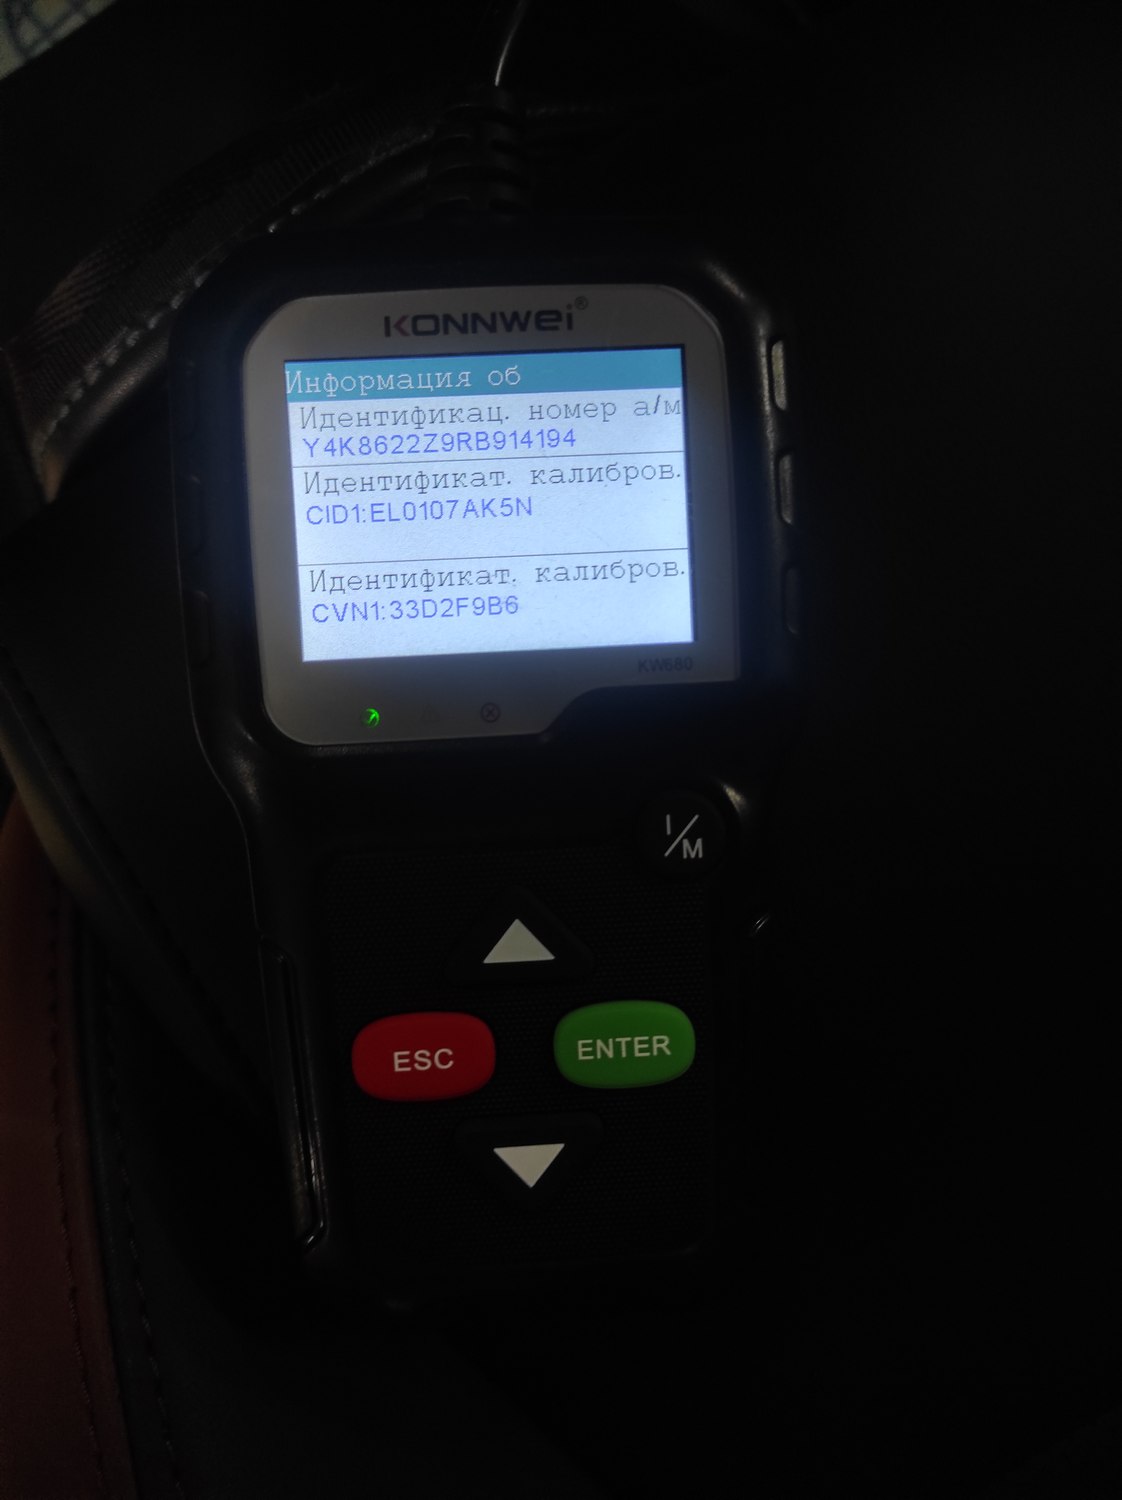 KONNWEI®
Информация об
Идентификац. номер а/м
Y4K8622Z9RB914194
Идентификат. калибров.
CID1:EL0107AK5N
Идентификат. калибров.
CVN1:33D2F9B6
KW680
I/M
ESC
ENTER